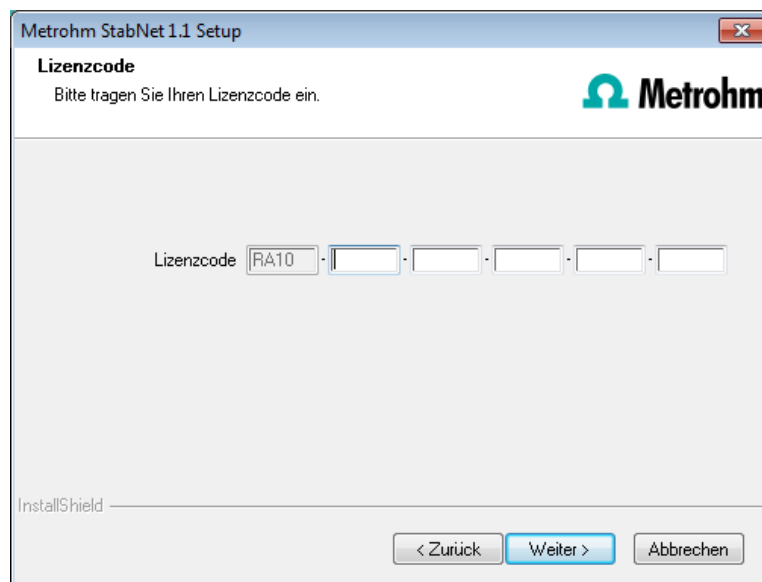 Metrohm StabNet 1.1 Setup
Lizenzcode
Bitte tragen Sie Ihren Lizenzcode ein.
Metrohm
Lizenzcode RA10 - - - - -
InstallShield
< Zurück Weiter > Abbrechen